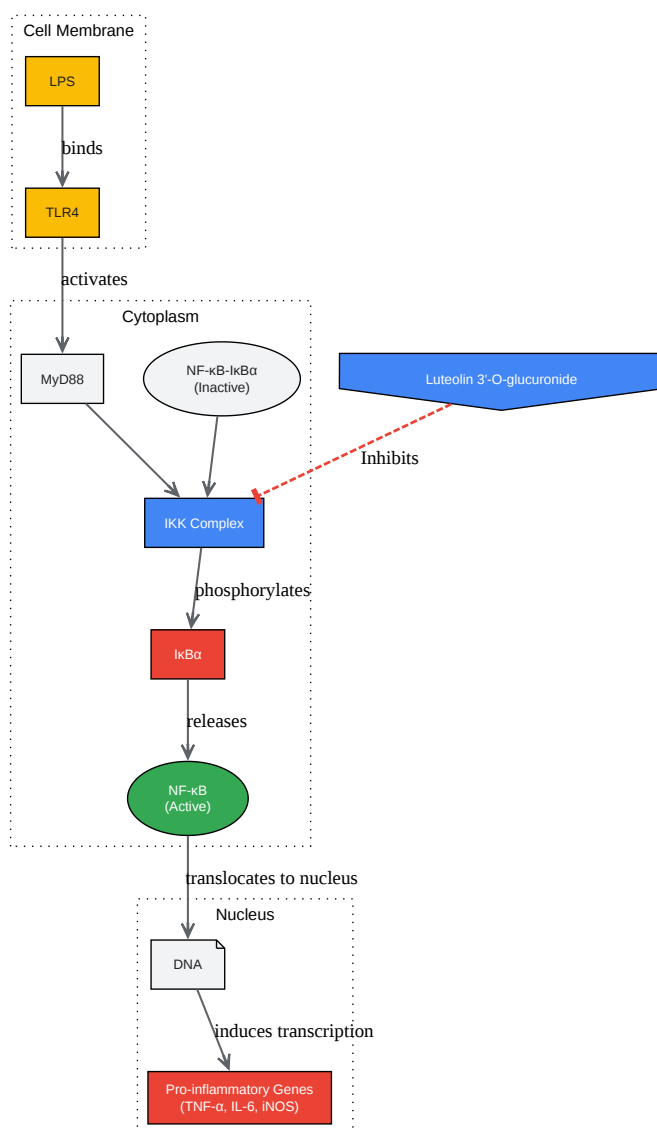 Cell Membrane
LPS
binds
TLR4
activates
Cytoplasm
MyD88
NF-κB-IκBα
(Inactive)
Luteolin 3'-O-glucuronide
Inhibits
IKK Complex
phosphorylates
IκBα
releases
NF-κB
(Active)
translocates to nucleus
Nucleus
DNA
induces transcription
Pro-inflammatory Genes
(TNF-α, IL-6, iNOS)